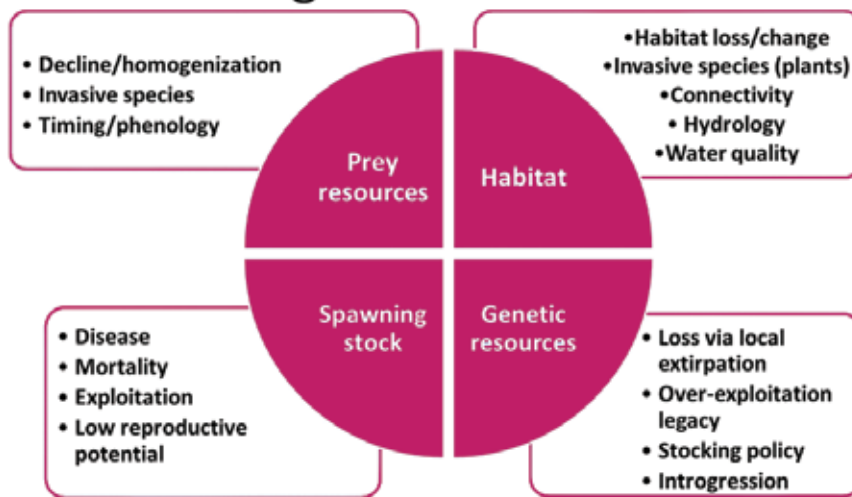 • Decline/homogenization
• Invasive species
• Timing/phenology
•Habitat loss/change
•Invasive species (plants)
•Connectivity
• Hydrology
•Water quality
Prey
resources
Habitat
Spawning
stock
Genetic
resources
• Disease
• Mortality
• Exploitation
• Low reproductive
potential
• Loss via local
extirpation
• Over-exploitation
legacy
• Stocking policy
• Introgression